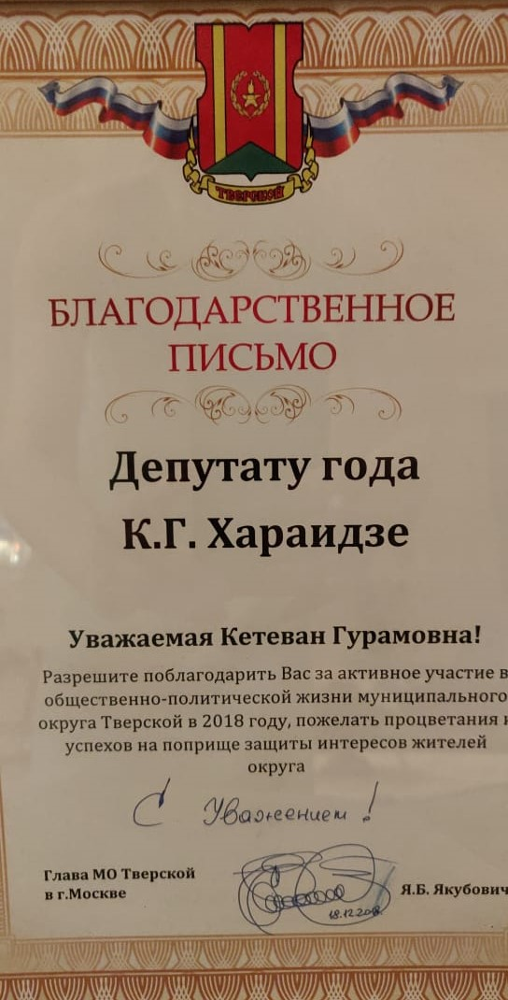 ТВЕРСКОЙ
БЛАГОДАРСТВЕННОЕ
ПИСЬМО
Депутату года
К.Г. Хараидзе
Уважаемая Кетеван Гурамовна!
Разрешите поблагодарить Вас за активное участие в
общественно-политической жизни муниципального
округа Тверской в 2018 году, пожелать процветания и
успехов на поприще защиты интересов жителей
округа
С Уважением!
Глава МО Тверской
в г.Москве
Я.Б. Якубович
18.12.2018.